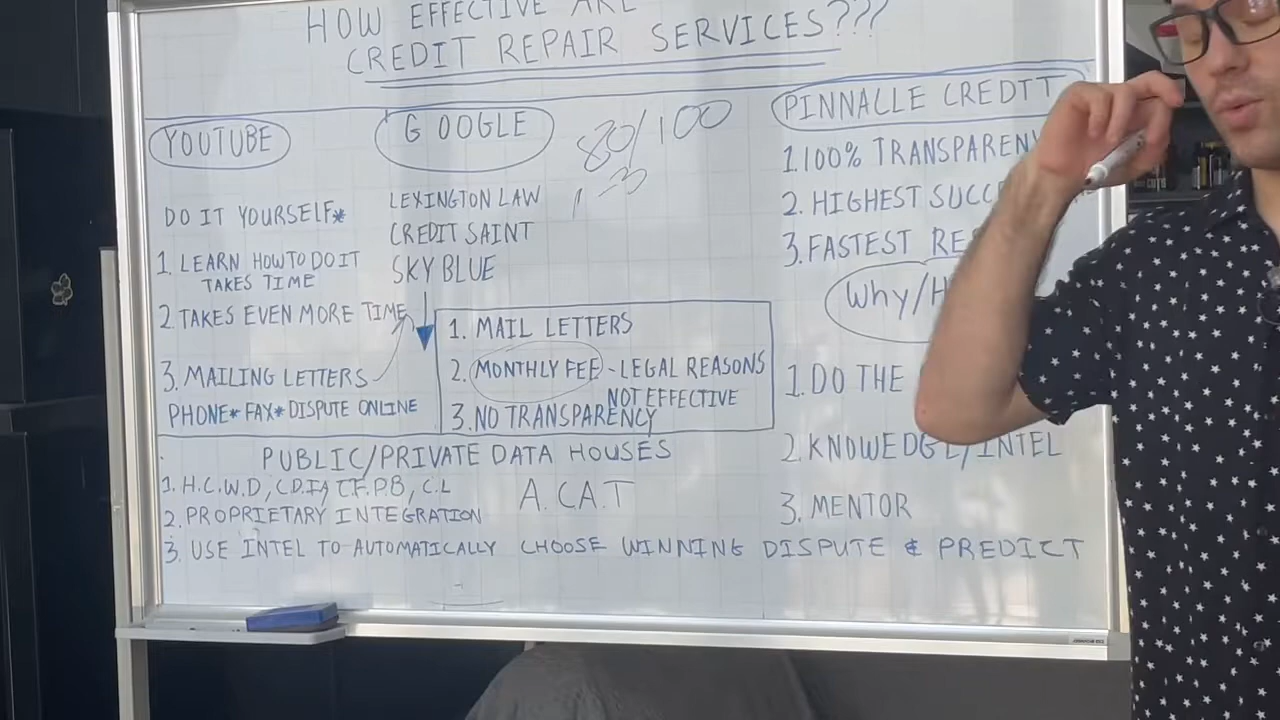 HOW EFFECTIVE ARE
CREDIT REPAIR SERVICES???
YOUTUBE
DO IT YOURSELF*
1. LEARN HOW TO DO IT
TAKES TIME
2 TAKES EVEN MORE TIME
3. MAILING LETTERS
PHONE* FAX* DISPUTE ONLINE
GOOGLE
80/100
LEXINGTON LAW
CREDIT SAINT
SKY BLUE
1. MAIL LETTERS
2. MONTHLY FEE - LEGAL REASONS
NOT EFFECTIVE
3. NO TRANSPARENCY
PINNACLE CREDIT
1. 100% TRANSPAREN
2. HIGHEST SUCC
3. FASTEST RES
Why/H
1. DO THE
2. KNOWEDGE/INTEL
3. MENTOR
PUBLIC/PRIVATE DATA HOUSES
1. H.C.W.D, C.D.I.A, C.F.P.B, C.L
A.C.A.T
2. PROPRIETARY INTEGRATION
3. USE INTEL TO AUTOMATICALLY CHOOSE WINNING DISPUTE & PREDICT